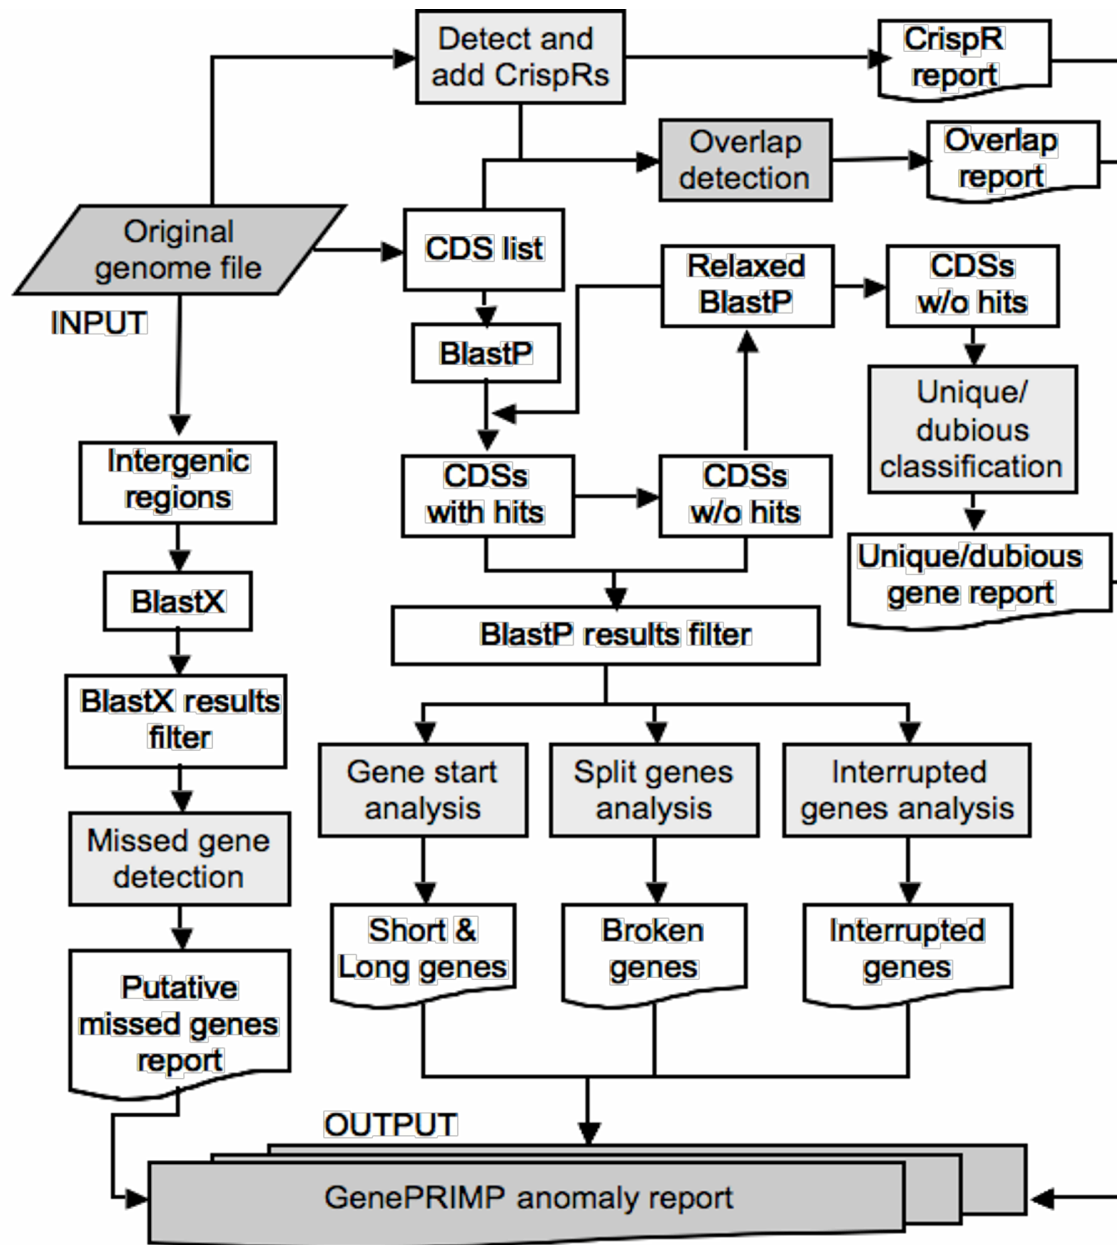 Detect and
add CrispRs
CrispR
report
Overlap
detection
Overlap
report
Original
genome file
INPUT
CDS list
Relaxed
BlastP
CDSs
w/o hits
BlastP
Unique/
dubious
classification
Intergenic
regions
CDSs
with hits
CDSs
w/o hits
Unique/dubious
gene report
BlastX
BlastP results filter
BlastX results
filter
Gene start
analysis
Split genes
analysis
Interrupted
genes analysis
Missed gene
detection
Short &
Long genes
Broken
genes
Interrupted
genes
Putative
missed genes
report
OUTPUT
GenePRIMP anomaly report